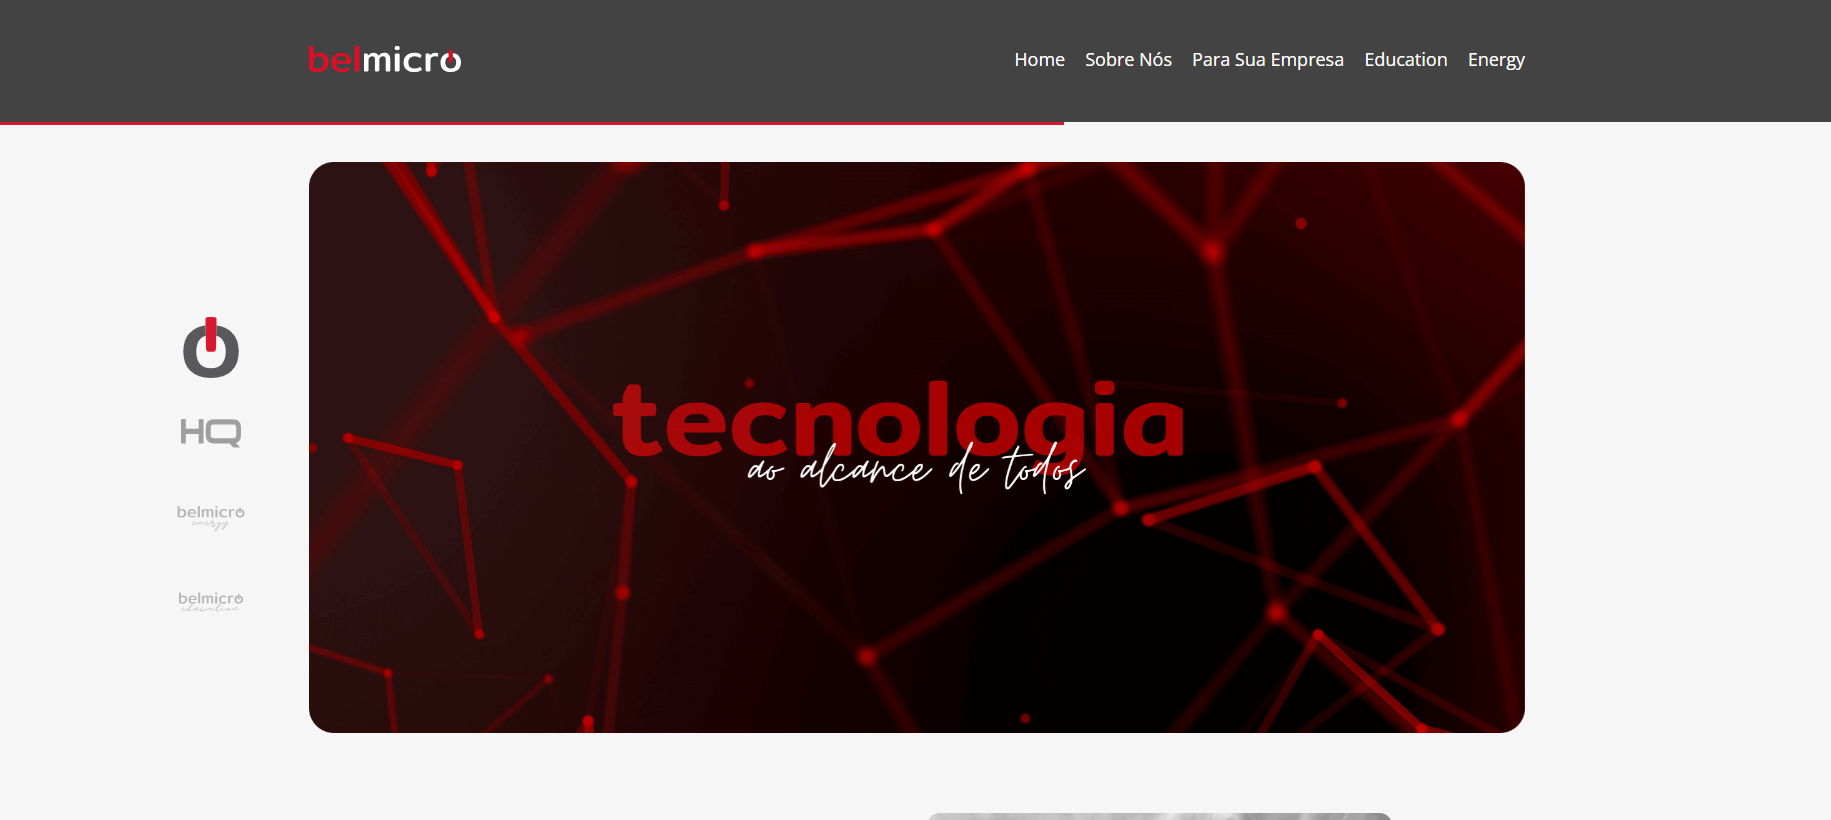 belmicro
Home Sobre Nós Para Sua Empresa Education Energy
tecnologia
ao alcance de todos
HQ
belmicro
energy
belmicro
education